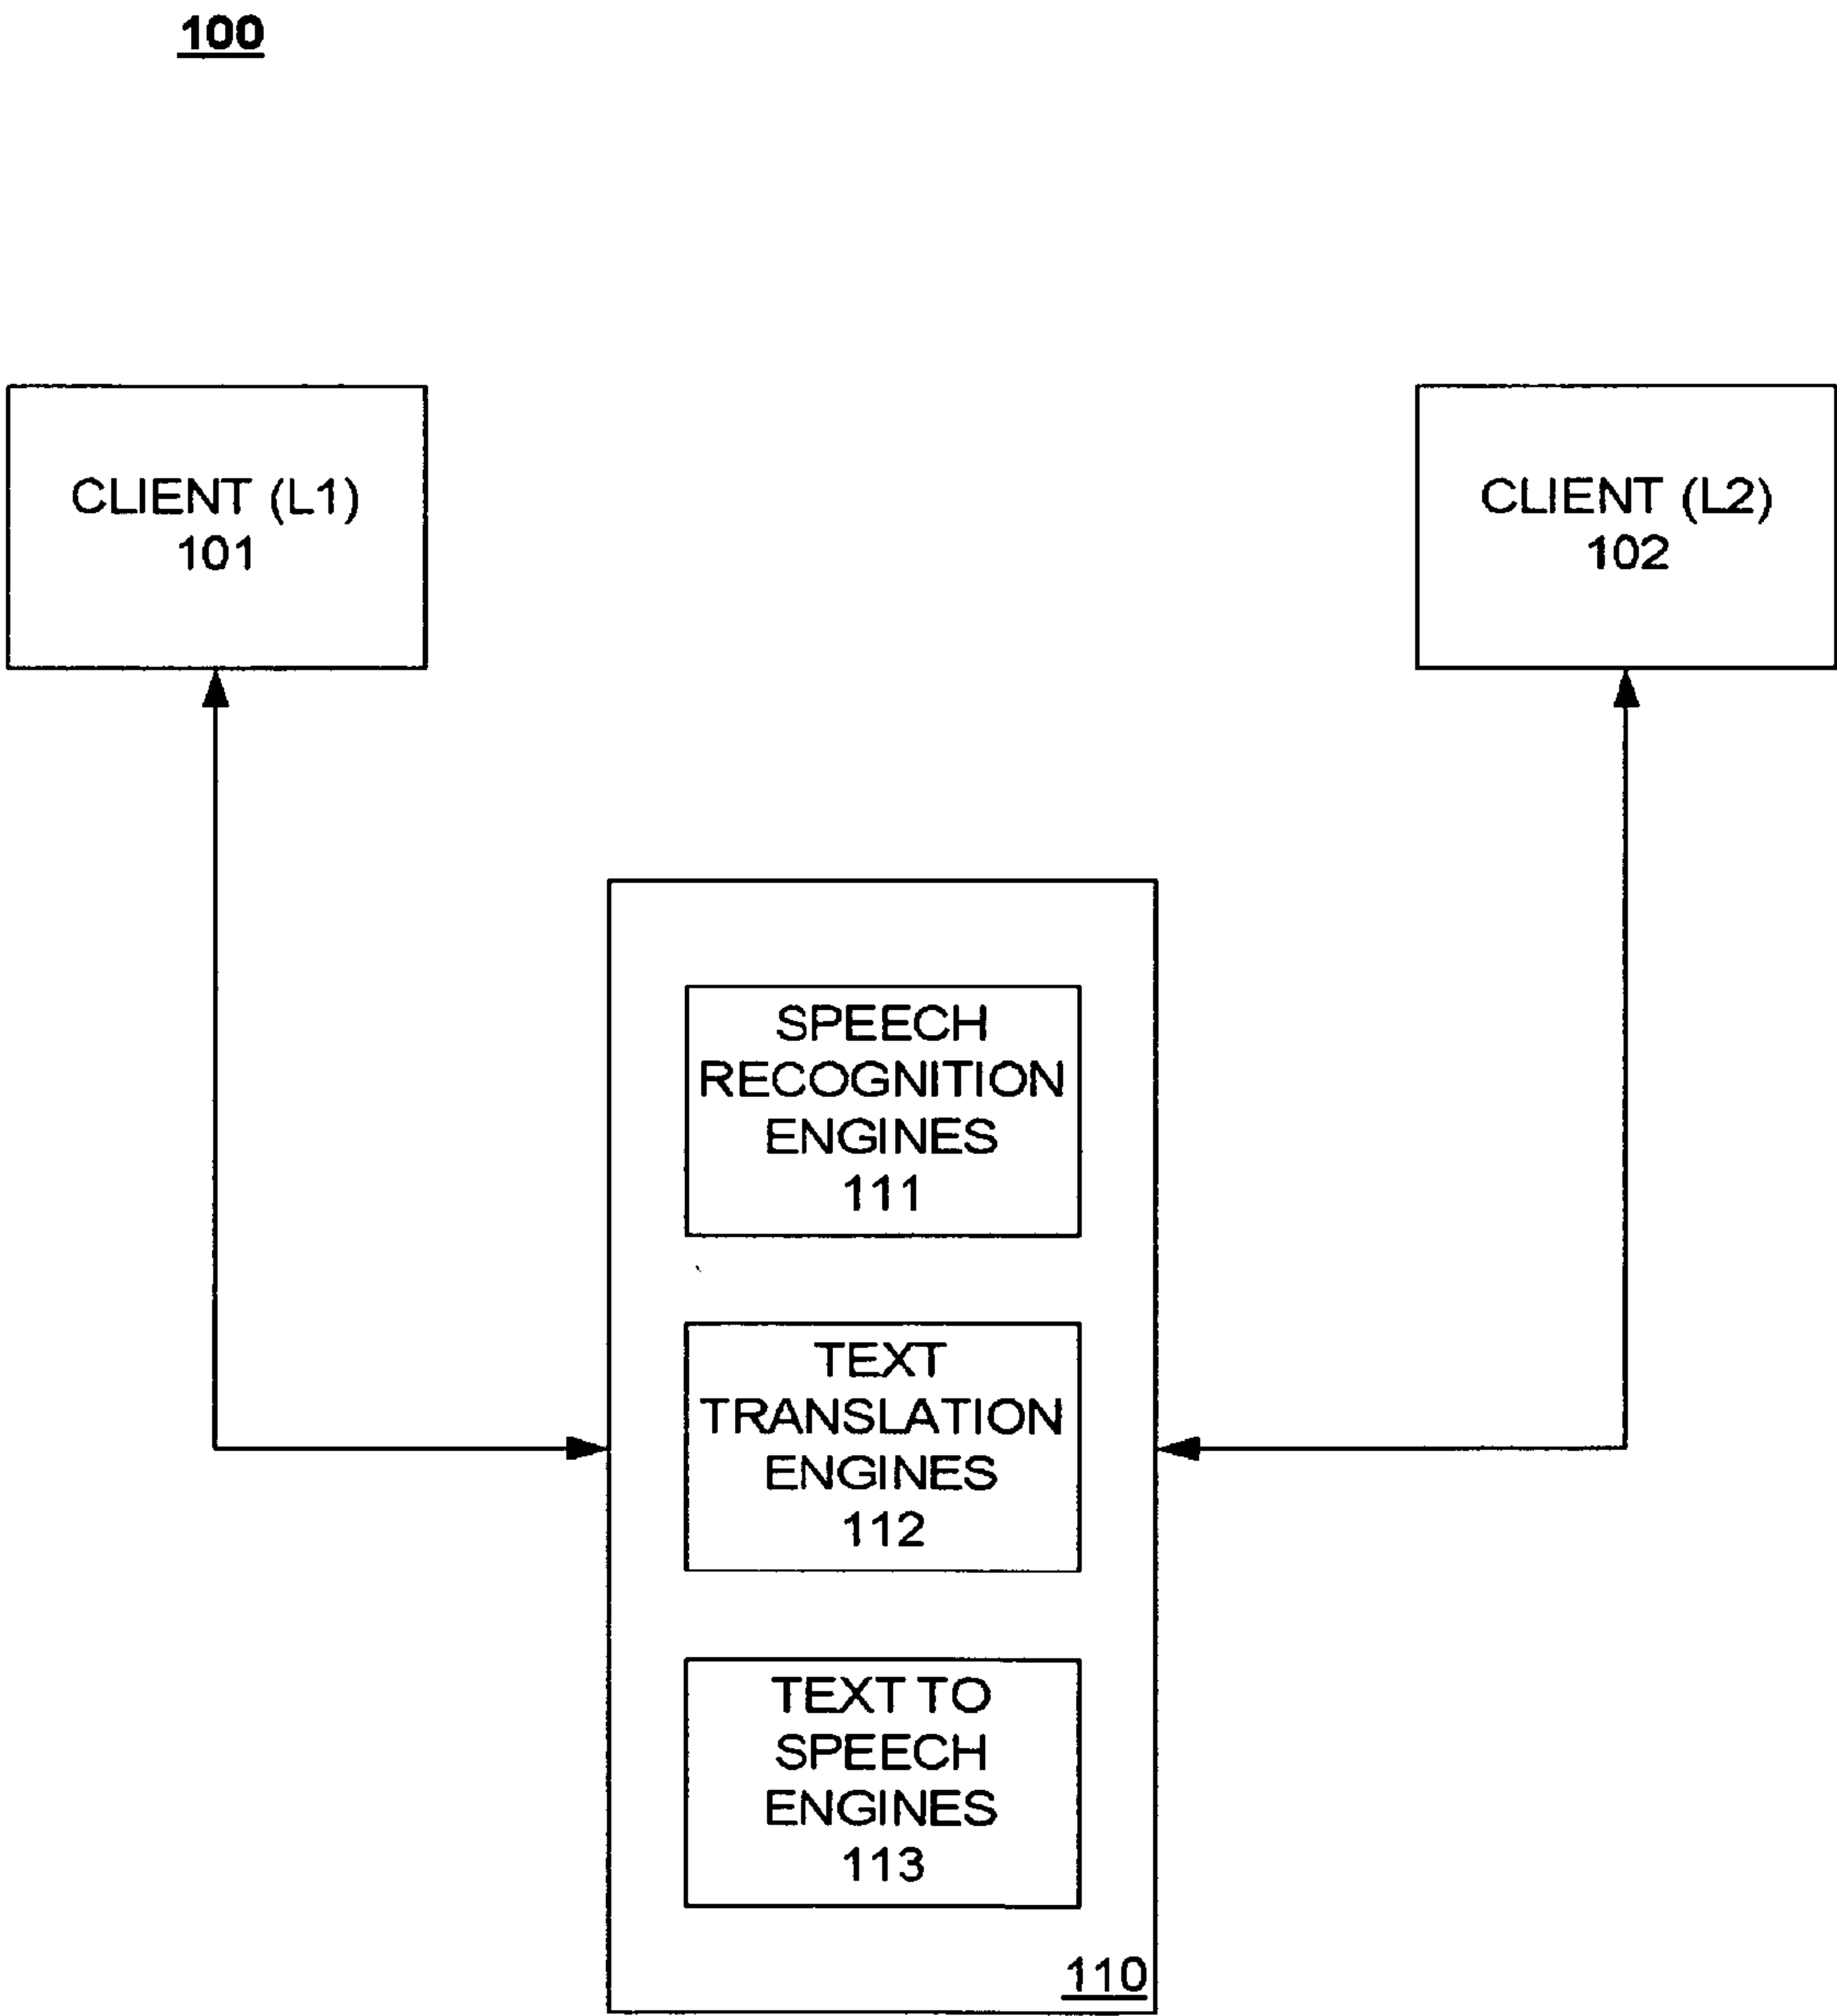 100
CLIENT (L1)
101
CLIENT (L2)
102
SPEECH
RECOGNITION
ENGINES
111
TEXT
TRANSLATION
ENGINES
112
TEXT TO
SPEECH
ENGINES
113
110